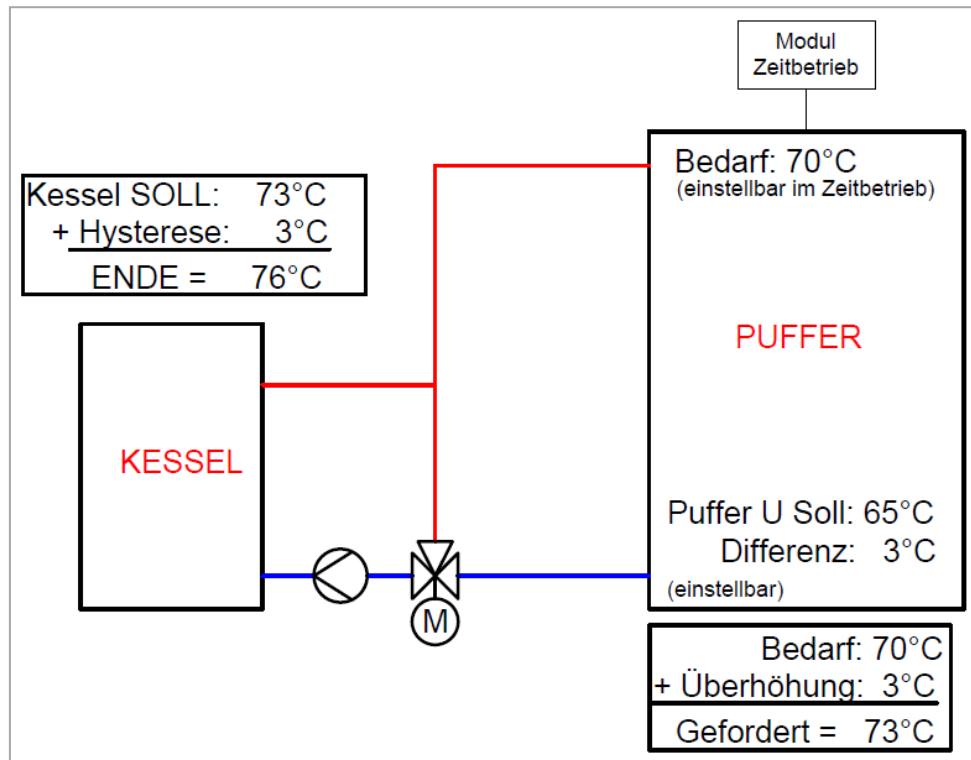 Modul
Zeitbetrieb
Bedarf: 70°C
(einstellbar im Zeitbetrieb)
Kessel SOLL: 73°C
+ Hysterese: 3°C
ENDE = 76°C
PUFFER
KESSEL
Puffer U Soll: 65°C
Differenz: 3°C
(einstellbar)
M
Bedarf: 70°C
+ Überhöhung: 3°C
Gefordert = 73°C